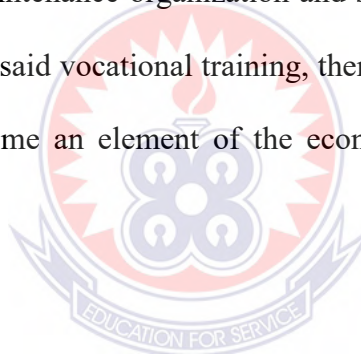 intenance organization and s
said vocational training, ther
me an element of the econ
EDUCATION FOR SERVICE